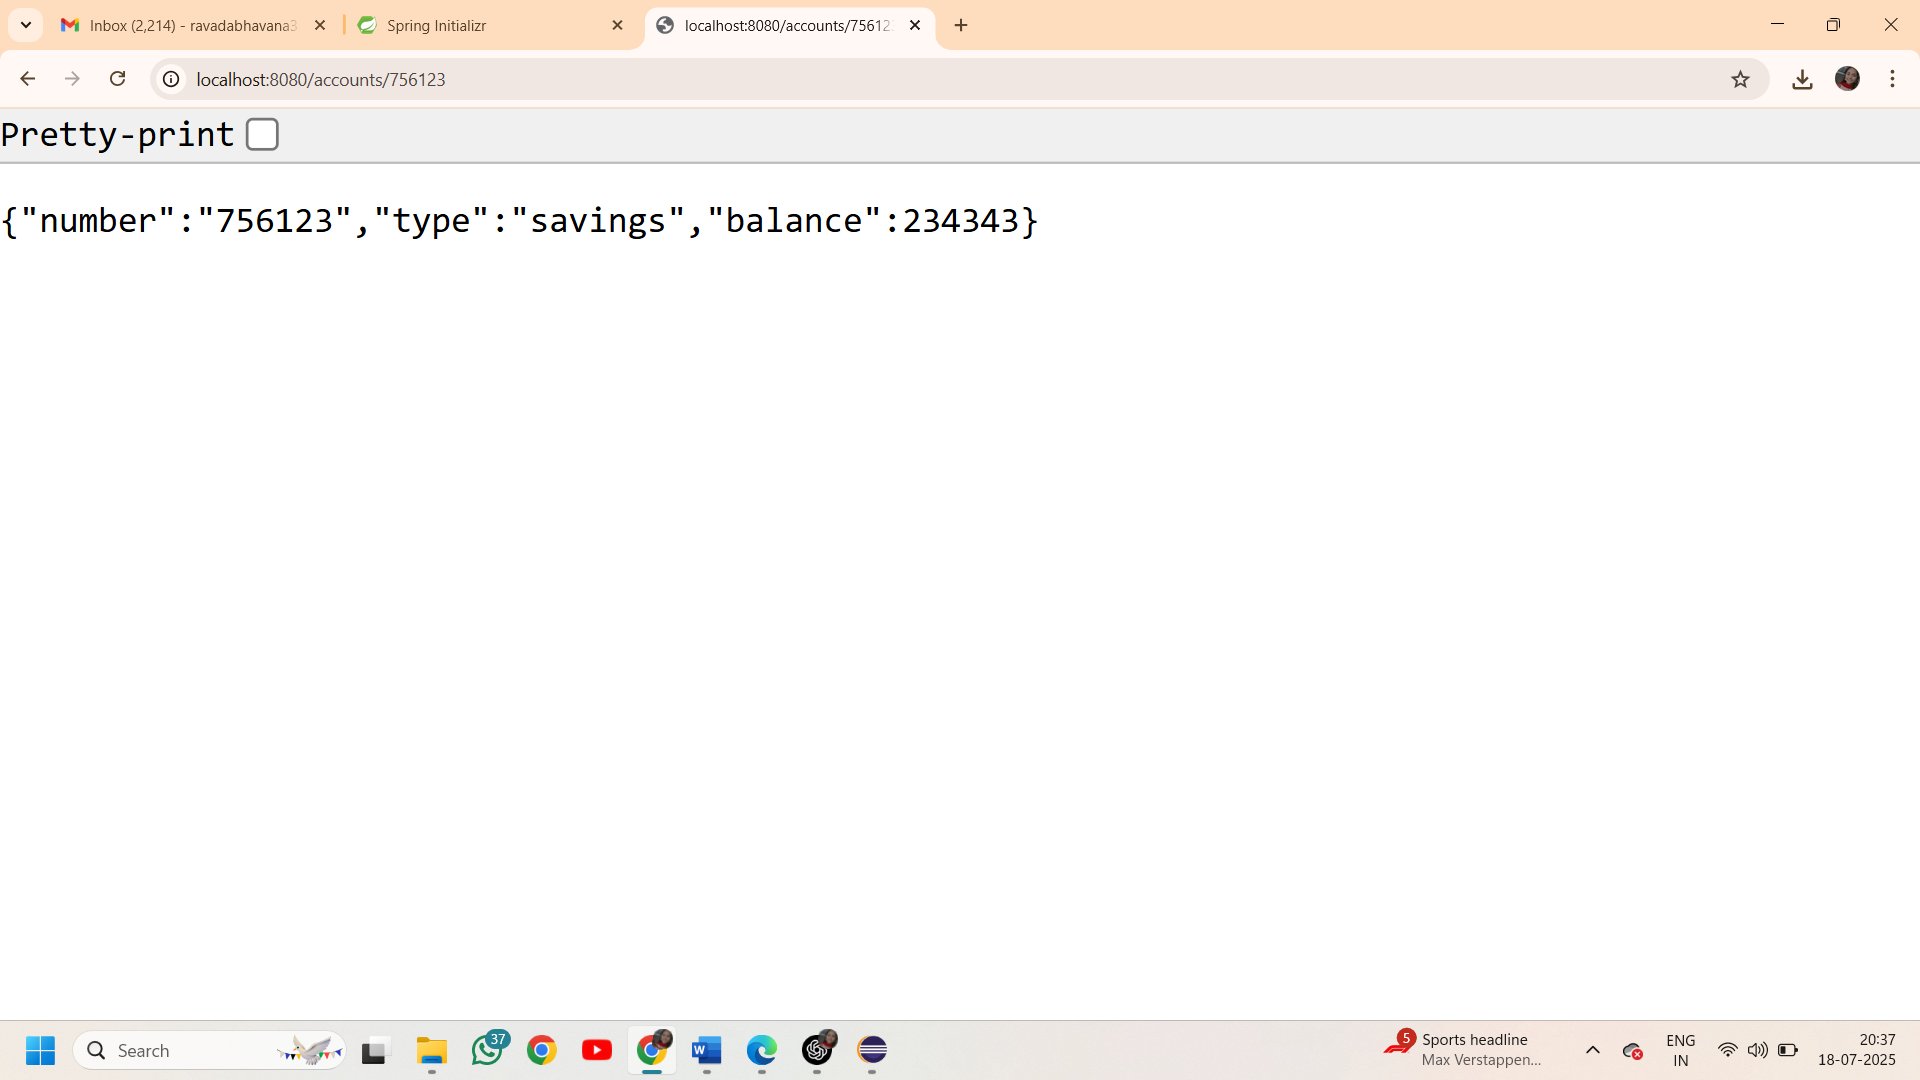 Inbox (2,214) - ravadabhavana3
Spring Initializr
localhost:8080/accounts/75612
localhost:8080/accounts/756123
Pretty-print
{"number":"756123","type":"savings","balance":234343}
Search
37
W
5
Sports headline
Max Verstappen...
ENG
IN
20:37
18-07-2025